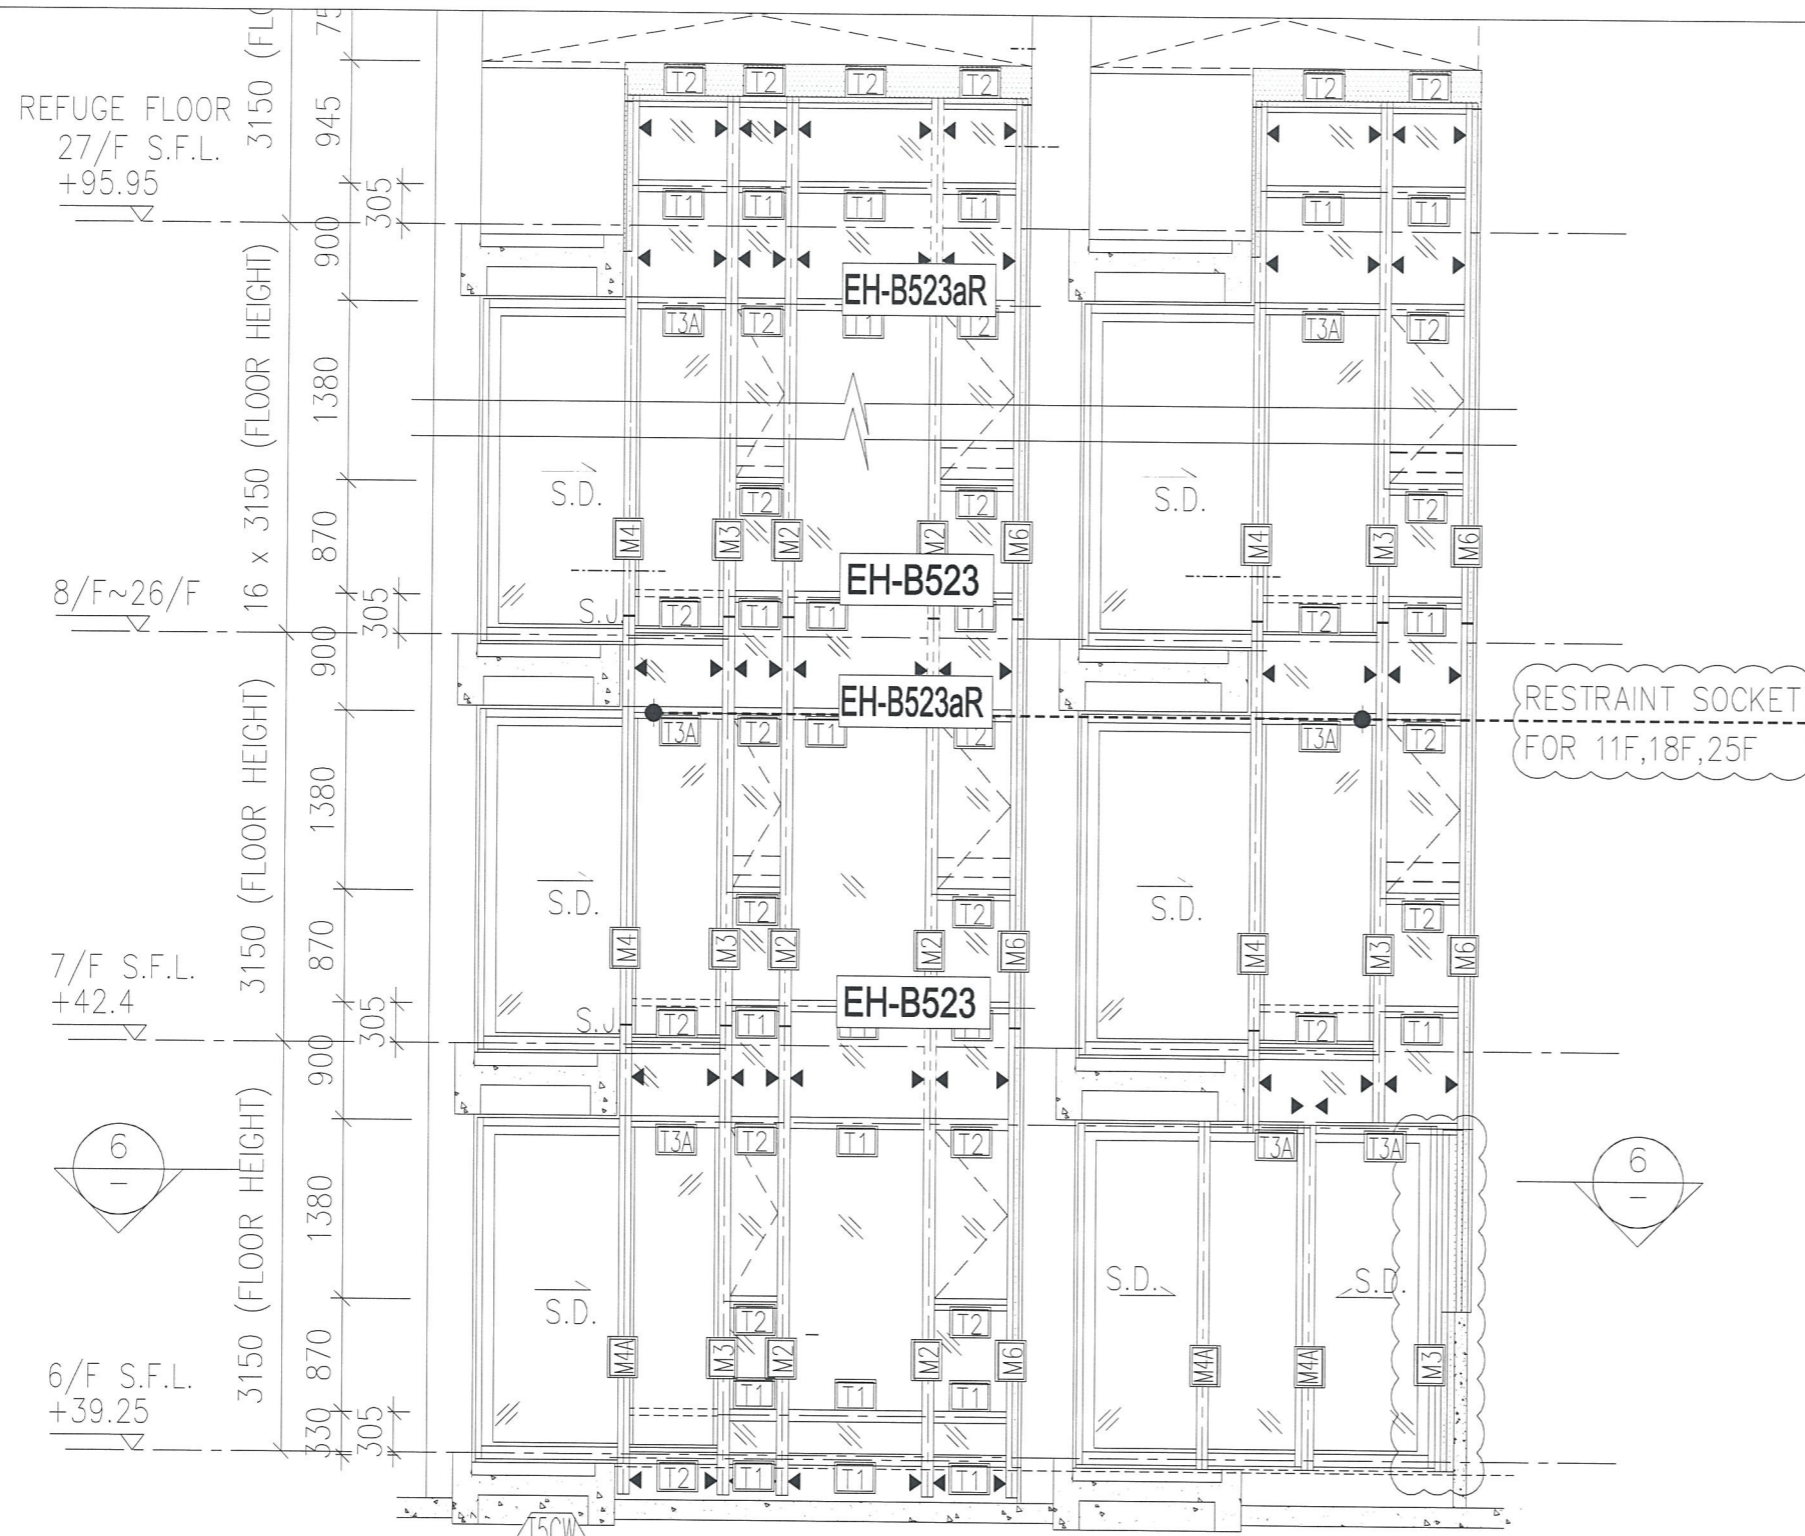 3150 (FLO
75
T2 T2 T2 T2 T2 T2
REFUGE FLOOR
27/F S.F.L.
+95.95
945
305
T1 T1 T1 T1 T1 T1
900
EH-B523aR
T3A T2 T1 T2 T3A T2
16 x 3150 (FLOOR HEIGHT)
1380
S.D. S.D.
T2 T2 T2
870
M4 M3 M2 M2 M6 M4 M3 M6
EH-B523
8/F~26/F
305
S.J. T2 T1 T1 T1 T2 T1
900
EH-B523aR
RESTRAINT SOCKET
FOR 11F,18F,25F
T3A T2 T1 T2 T3A T2
3150 (FLOOR HEIGHT)
1380
S.D. S.D.
T2 T2 T2
870
M4 M3 M2 M2 M6 M4 M3 M6
7/F S.F.L.
+42.4
EH-B523
305
S.J. T2 T1 T2 T1
900
T3A T2 T1 T2 T3A T3A
6
-
6
-
3150 (FLOOR HEIGHT)
1380
S.D. S.D. S.D.
T2 T2
870
M4A M3 M2 M2 M6 M4A M4A M3
6/F S.F.L.
+39.25
T1 T1 T1
330
305
T2 T1 T1 T1
T5CW